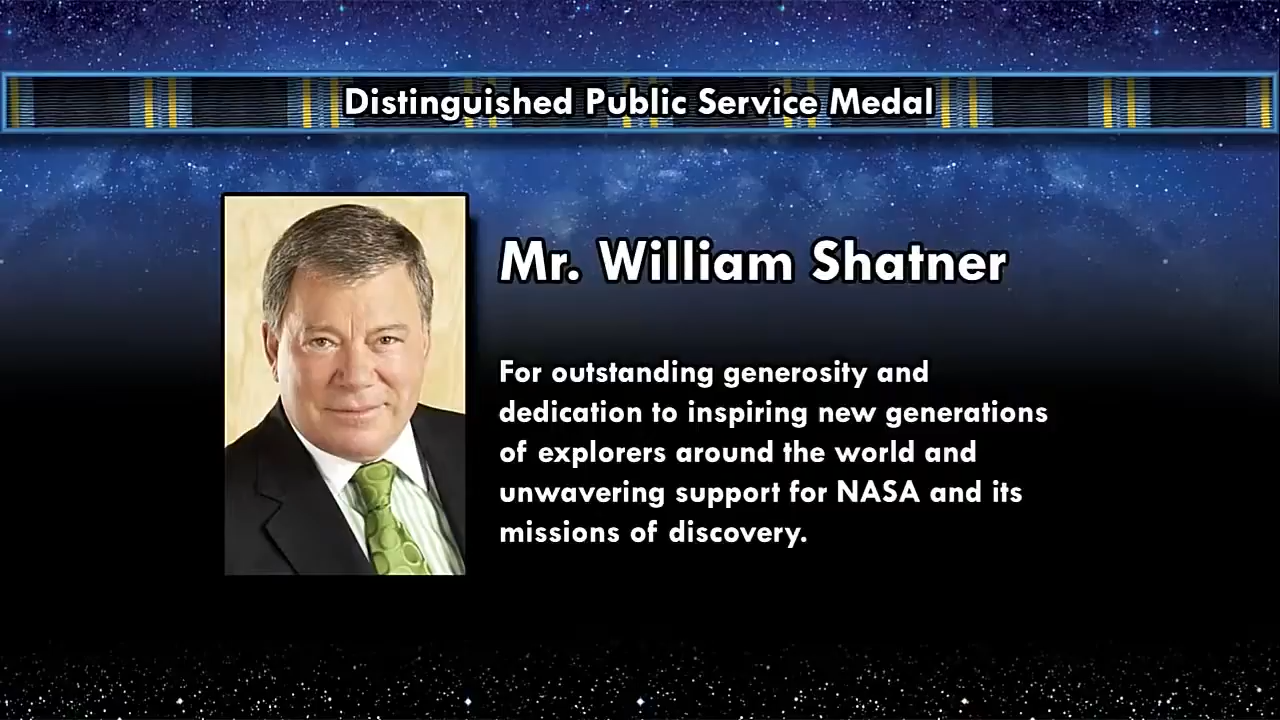 Distinguished Public Service Medal
Mr. William Shatner
For outstanding generosity and
dedication to inspiring new generations
of explorers around the world and
unwavering support for NASA and its
missions of discovery.